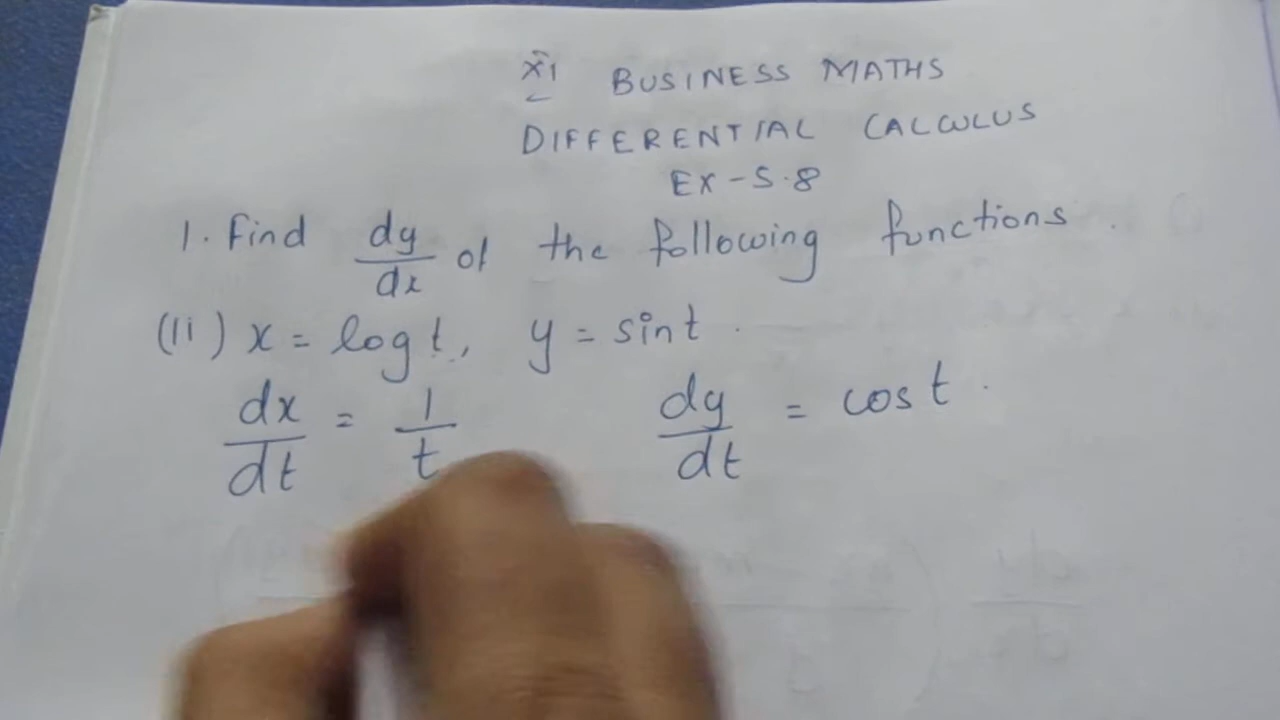 XI BUSINESS MATHS
DIFFERENTIAL CALCULUS
EX-5.8
1. Find dy/dx of the following functions.
(ii) x = log t, y = sint.
dx/dt = 1/t dy/dt = cos t.